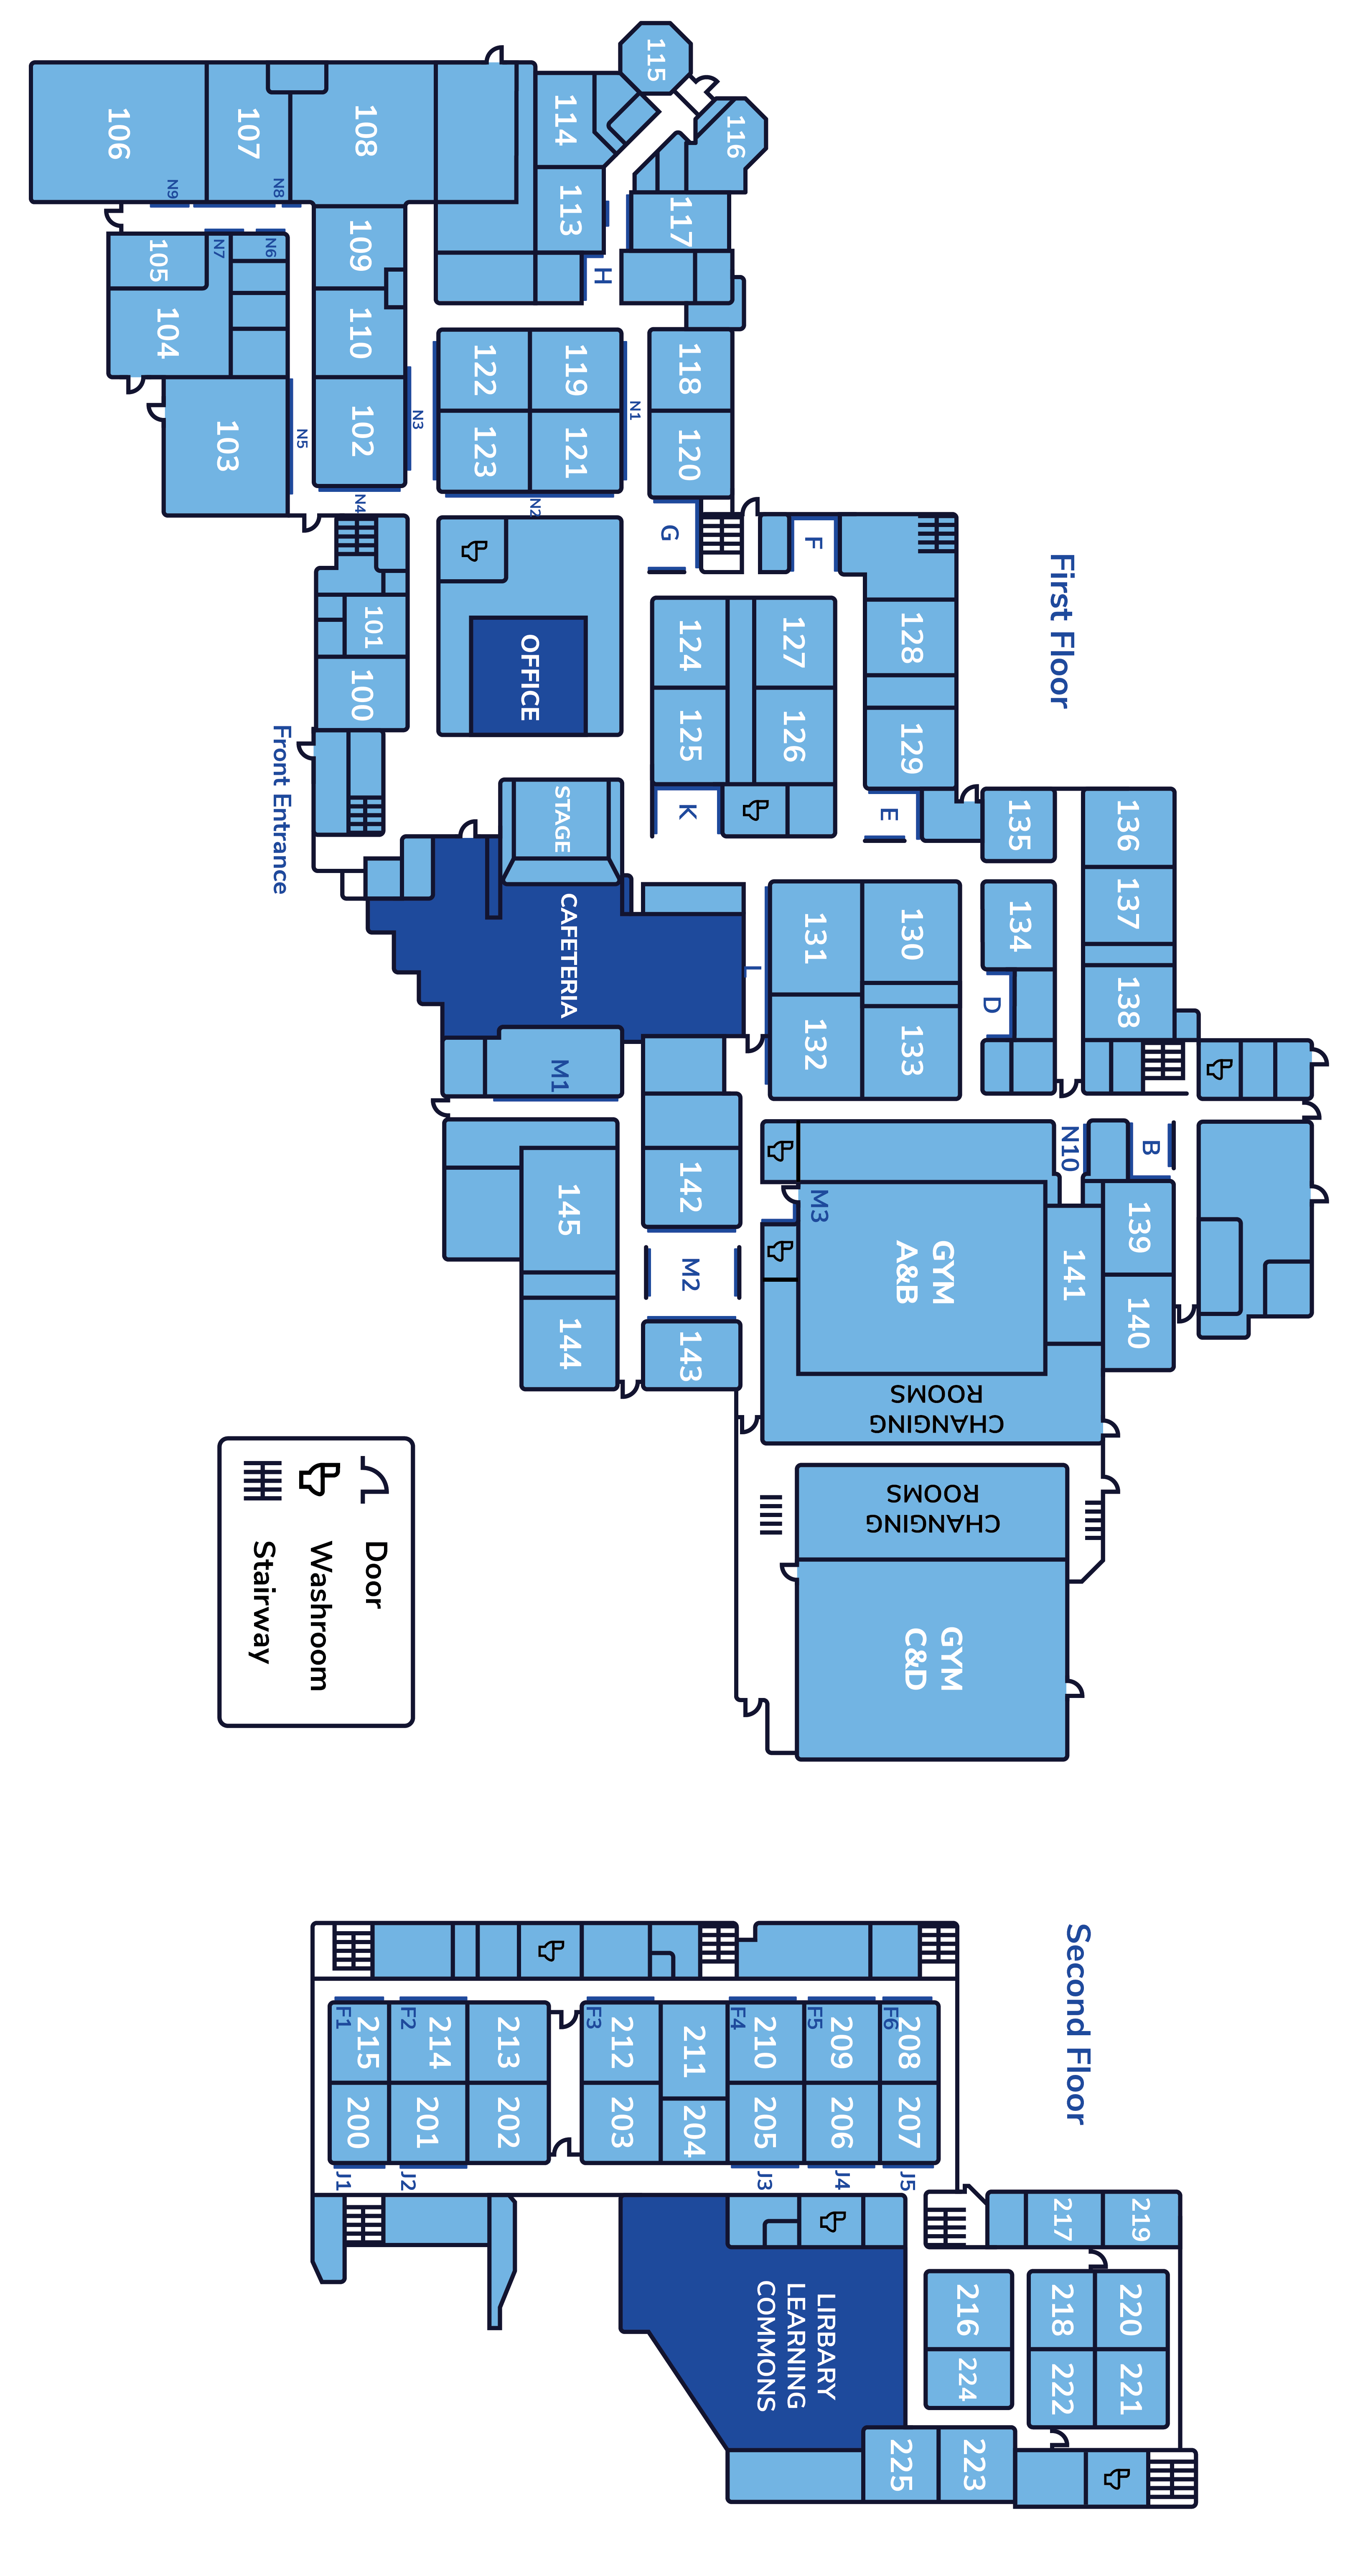 First Floor
136
137
138
139
140
B
N10
141
135
134
D
128
129
E
130
133
GYM
A&B
M3
CHANGING
ROOMS
CHANGING
ROOMS
GYM
C&D
F
127
126
131
132
L
115
116
117
118
120
G
124
125
K
142
M2
143
N1
H
114
113
119
121
122
123
N2
OFFICE
STAGE
CAFETERIA
M1
145
144
N3
108
109
110
102
N4
101
100
Front Entrance
N5
107
N8
N6
N7
N9
106
105
104
103
Door
Washroom
Stairway
Second Floor
F6
208
207
J5
F5
209
206
J4
F4
210
205
J3
211
204
F3
212
203
213
202
F2
214
201
J2
F1
215
200
J1
219
217
220
221
218
222
216
224
223
225
LIRBARY
LEARNING
COMMONS